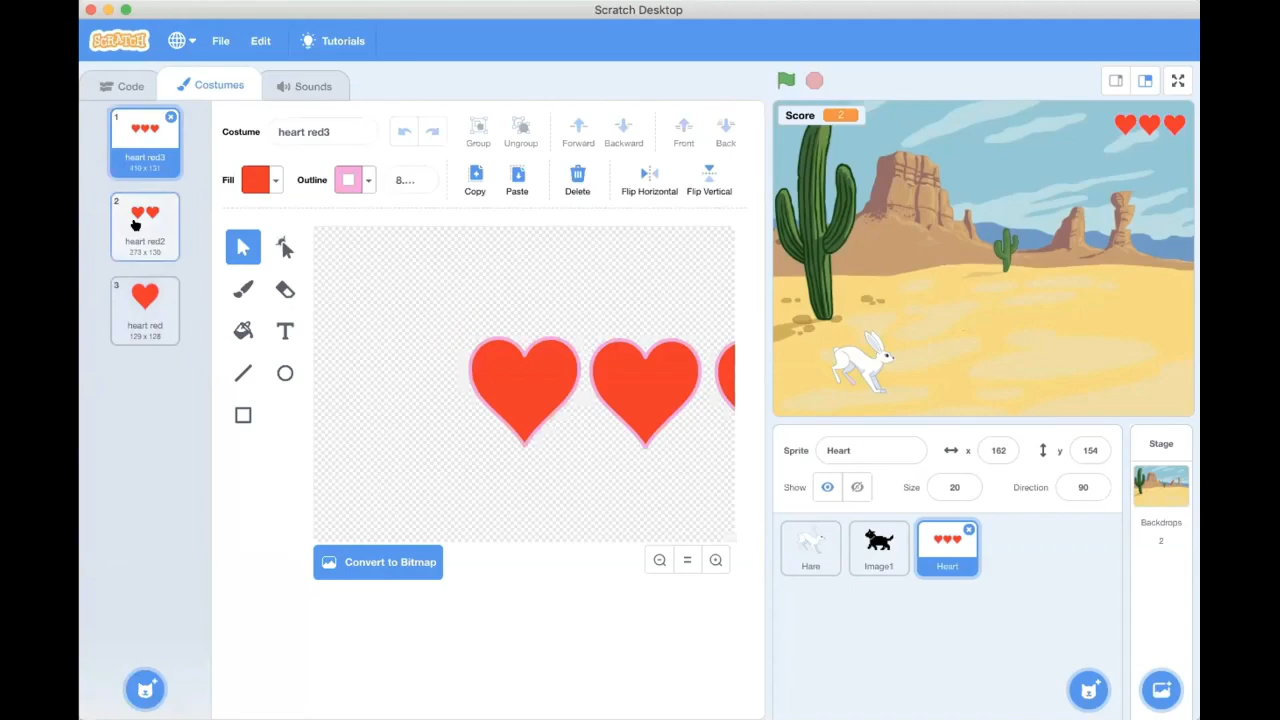 Scratch Desktop
SCRATCH File Edit Tutorials
Code Costumes Sounds
Costume heart red3 Group Ungroup Forward Backward Front Back
Fill Outline 8.... Copy Paste Delete Flip Horizontal Flip Vertical
1
heart red3
2
heart red2
273 x 130
3
heart red
129 x 128
Convert to Bitmap
Score 2
Sprite Heart x 162 y 154
Show Size 20 Direction 90
Hare Image1 Heart
Stage
Backdrops
2